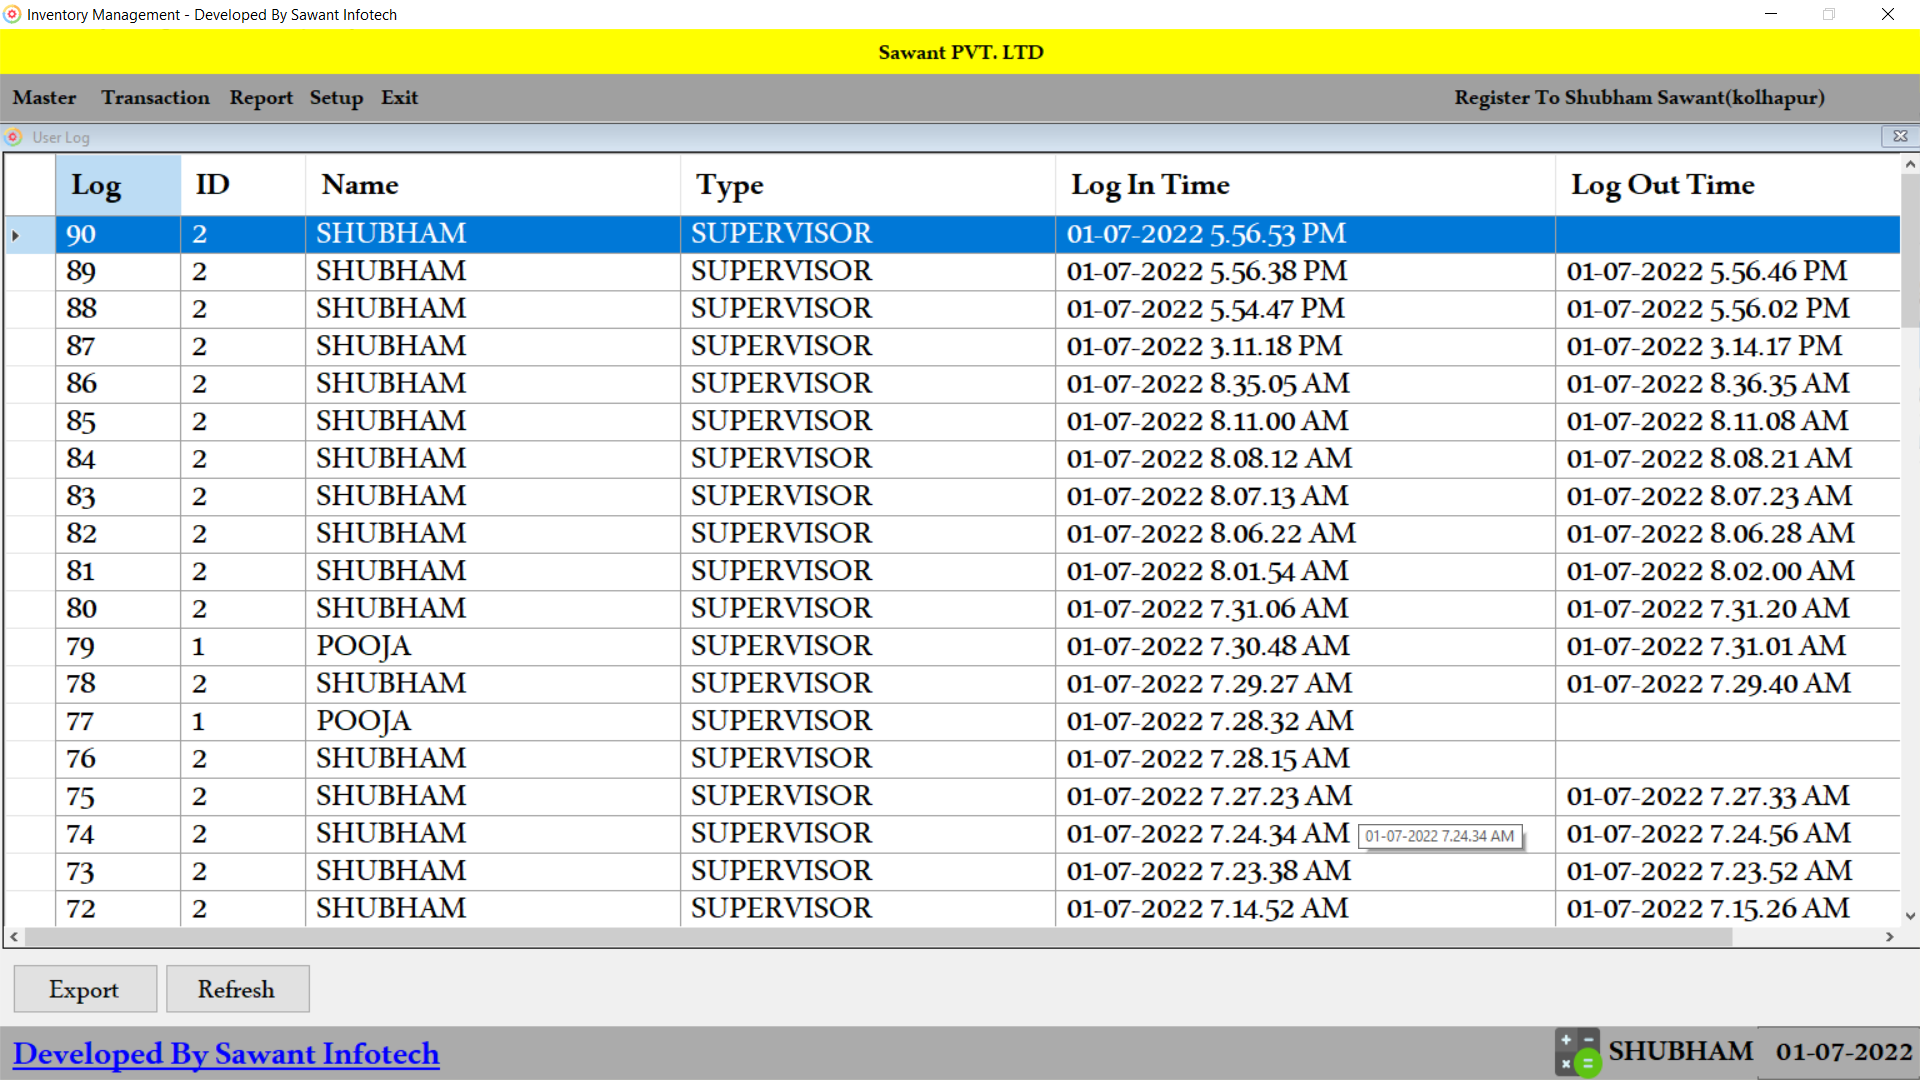 Inventory Management - Developed By Sawant Infotech
Sawant PVT. LTD
Master Transaction Report Setup Exit Register To Shubham Sawant(kolhapur)
User Log
Log ID Name Type Log In Time Log Out Time
90 2 SHUBHAM SUPERVISOR 01-07-2022 5.56.53 PM
89 2 SHUBHAM SUPERVISOR 01-07-2022 5.56.38 PM 01-07-2022 5.56.46 PM
88 2 SHUBHAM SUPERVISOR 01-07-2022 5.54.47 PM 01-07-2022 5.56.02 PM
87 2 SHUBHAM SUPERVISOR 01-07-2022 3.11.18 PM 01-07-2022 3.14.17 PM
86 2 SHUBHAM SUPERVISOR 01-07-2022 8.35.05 AM 01-07-2022 8.36.35 AM
85 2 SHUBHAM SUPERVISOR 01-07-2022 8.11.00 AM 01-07-2022 8.11.08 AM
84 2 SHUBHAM SUPERVISOR 01-07-2022 8.08.12 AM 01-07-2022 8.08.21 AM
83 2 SHUBHAM SUPERVISOR 01-07-2022 8.07.13 AM 01-07-2022 8.07.23 AM
82 2 SHUBHAM SUPERVISOR 01-07-2022 8.06.22 AM 01-07-2022 8.06.28 AM
81 2 SHUBHAM SUPERVISOR 01-07-2022 8.01.54 AM 01-07-2022 8.02.00 AM
80 2 SHUBHAM SUPERVISOR 01-07-2022 7.31.06 AM 01-07-2022 7.31.20 AM
79 1 POOJA SUPERVISOR 01-07-2022 7.30.48 AM 01-07-2022 7.31.01 AM
78 2 SHUBHAM SUPERVISOR 01-07-2022 7.29.27 AM 01-07-2022 7.29.40 AM
77 1 POOJA SUPERVISOR 01-07-2022 7.28.32 AM
76 2 SHUBHAM SUPERVISOR 01-07-2022 7.28.15 AM
75 2 SHUBHAM SUPERVISOR 01-07-2022 7.27.23 AM 01-07-2022 7.27.33 AM
74 2 SHUBHAM SUPERVISOR 01-07-2022 7.24.34 AM 01-07-2022 7.24.34 AM 01-07-2022 7.24.56 AM
73 2 SHUBHAM SUPERVISOR 01-07-2022 7.23.38 AM 01-07-2022 7.23.52 AM
72 2 SHUBHAM SUPERVISOR 01-07-2022 7.14.52 AM 01-07-2022 7.15.26 AM
Export Refresh
Developed By Sawant Infotech SHUBHAM 01-07-2022